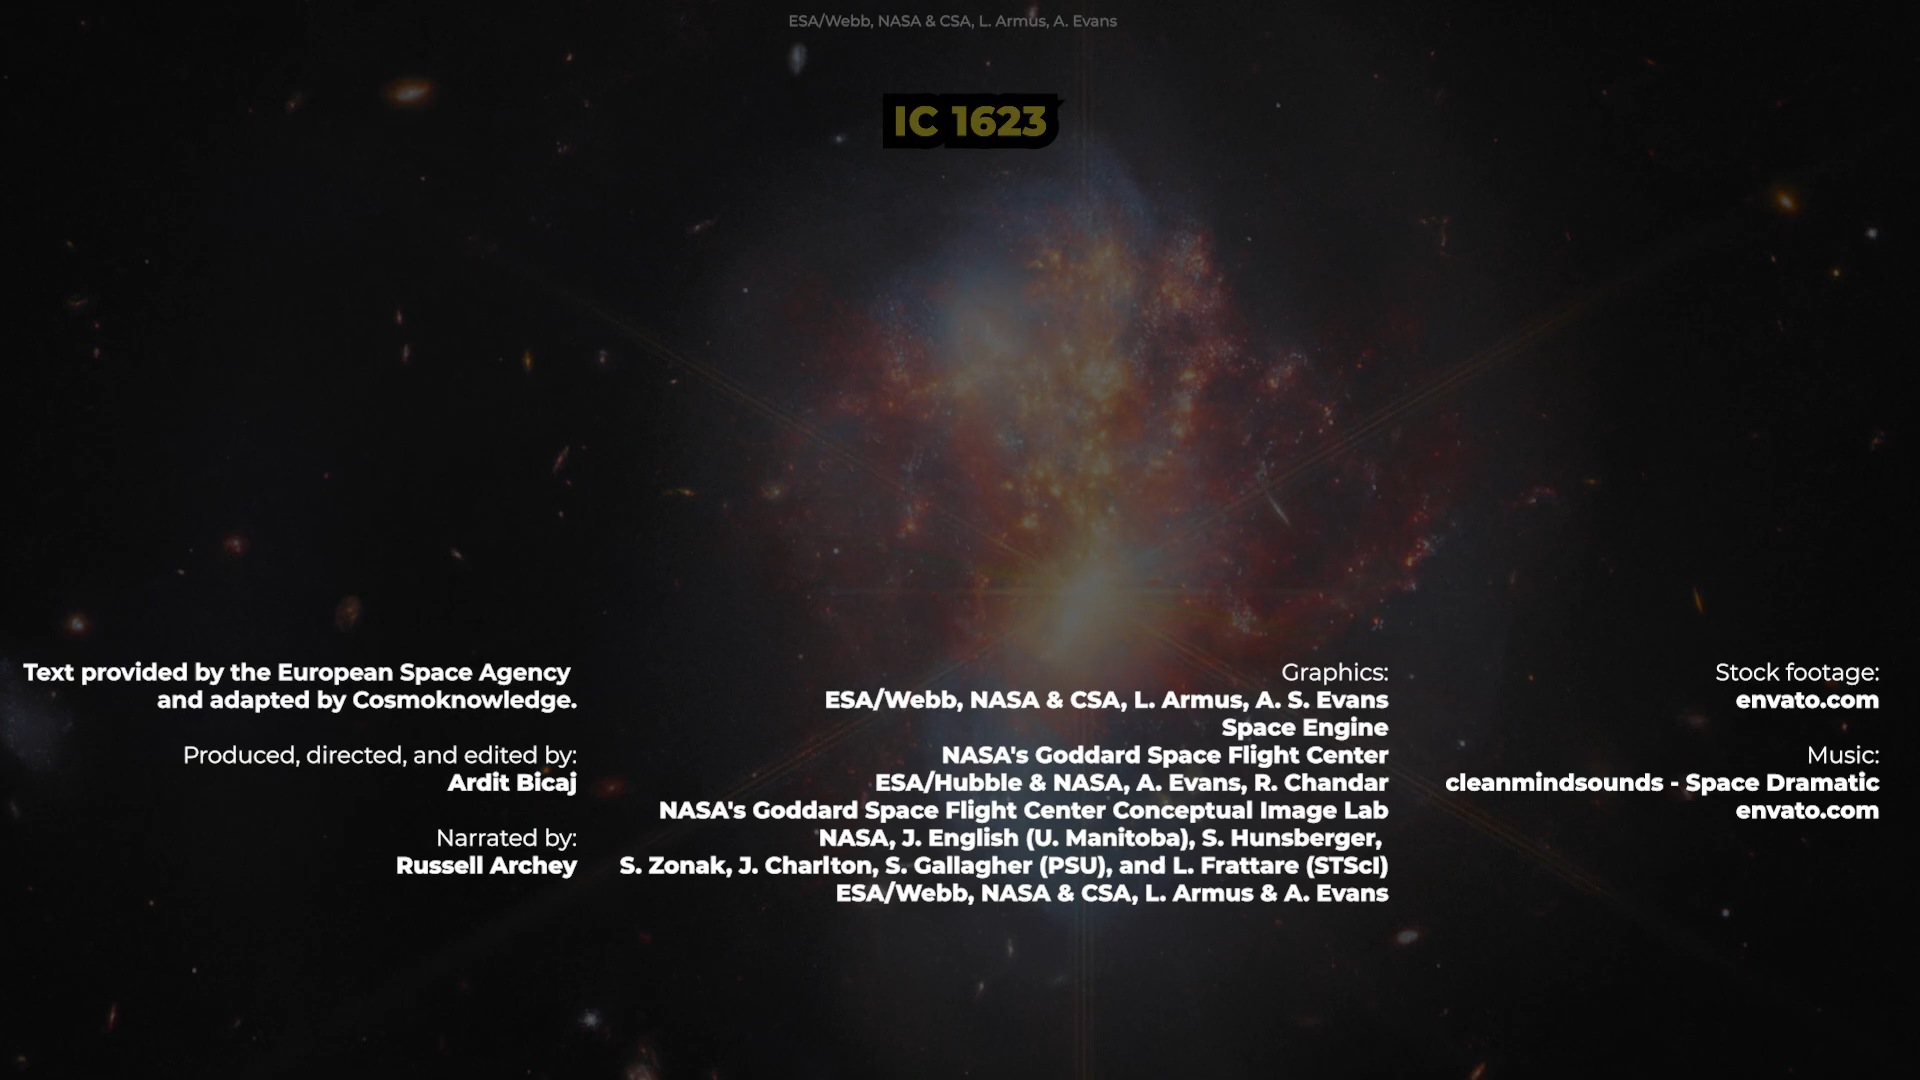 ESA/Webb, NASA & CSA, L. Armus, A. Evans
IC 1623
Text provided by the European Space Agency
and adapted by Cosmoknowledge.
Produced, directed, and edited by:
Ardit Bicaj
Narrated by:
Russell Archey
Graphics:
ESA/Webb, NASA & CSA, L. Armus, A. S. Evans
Space Engine
NASA's Goddard Space Flight Center
ESA/Hubble & NASA, A. Evans, R. Chandar
NASA's Goddard Space Flight Center Conceptual Image Lab
NASA, J. English (U. Manitoba), S. Hunsberger,
S. Zonak, J. Charlton, S. Gallagher (PSU), and L. Frattare (STScI)
ESA/Webb, NASA & CSA, L. Armus & A. Evans
Stock footage:
envato.com
Music:
cleanmindsounds - Space Dramatic
envato.com